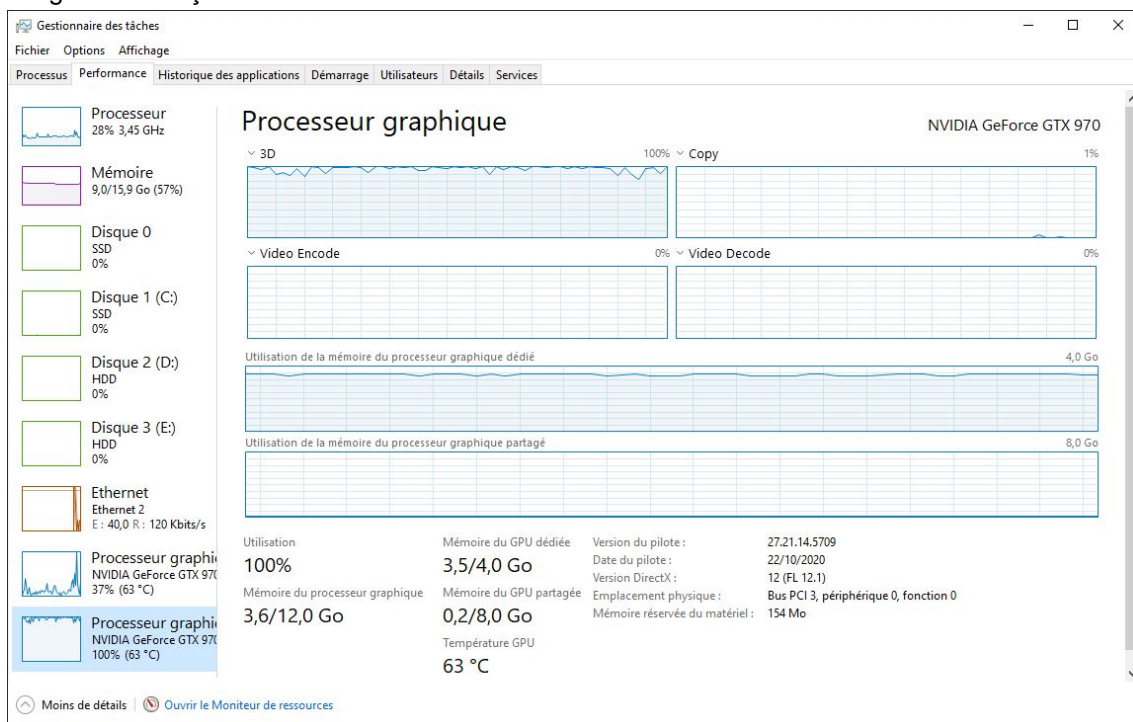 Gestionnaire des tâches
Fichier Options Affichage
Processus Performance Historique des applications Démarrage Utilisateurs Détails Services
Processeur
28% 3,45 GHz
Mémoire
9,0/15,9 Go (57%)
Disque 0
SSD
0%
Disque 1 (C:)
SSD
0%
Disque 2 (D:)
HDD
0%
Disque 3 (E:)
HDD
0%
Ethernet
Ethernet 2
E : 40,0 R : 120 Kbits/s
Processeur graphi
NVIDIA GeForce GTX 970
37% (63 °C)
Processeur graphi
NVIDIA GeForce GTX 970
100% (63 °C)
Processeur graphique NVIDIA GeForce GTX 970
3D 100% Copy 1%
Video Encode 0% Video Decode 0%
Utilisation de la mémoire du processeur graphique dédié 4,0 Go
Utilisation de la mémoire du processeur graphique partagé 8,0 Go
Utilisation
100%
Mémoire du processeur graphique
3,6/12,0 Go
Mémoire du GPU dédiée
3,5/4,0 Go
Mémoire du GPU partagée
0,2/8,0 Go
Température GPU
63 °C
Version du pilote : 27.21.14.5709
Date du pilote : 22/10/2020
Version DirectX : 12 (FL 12.1)
Emplacement physique : Bus PCI 3, périphérique 0, fonction 0
Mémoire réservée du matériel : 154 Mo
Moins de détails Ouvrir le Moniteur de ressources